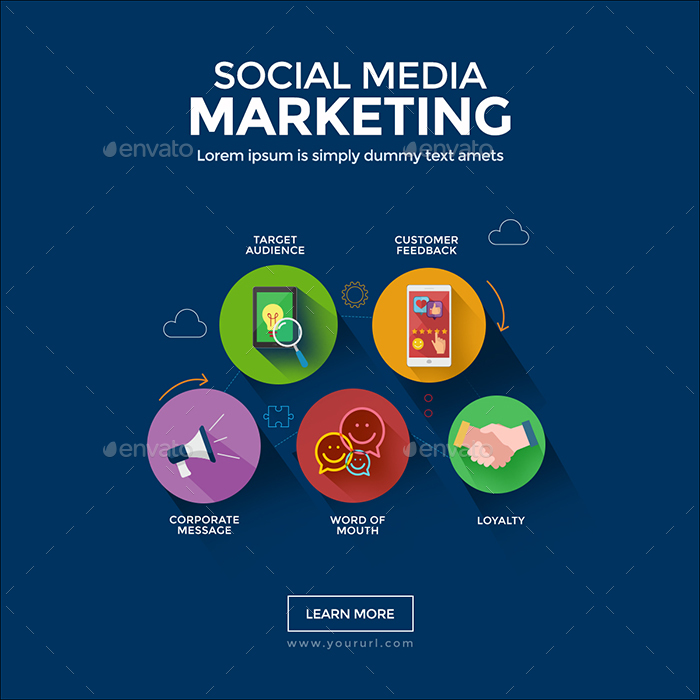 SOCIAL MEDIA
MARKETING
envato envato
Lorem ipsum is simply dummy text amets
TARGET
AUDIENCE
CUSTOMER
FEEDBACK
envato envato
CORPORATE
MESSAGE
WORD OF
MOUTH
LOYALTY
LEARN MORE
www.yoururl.com